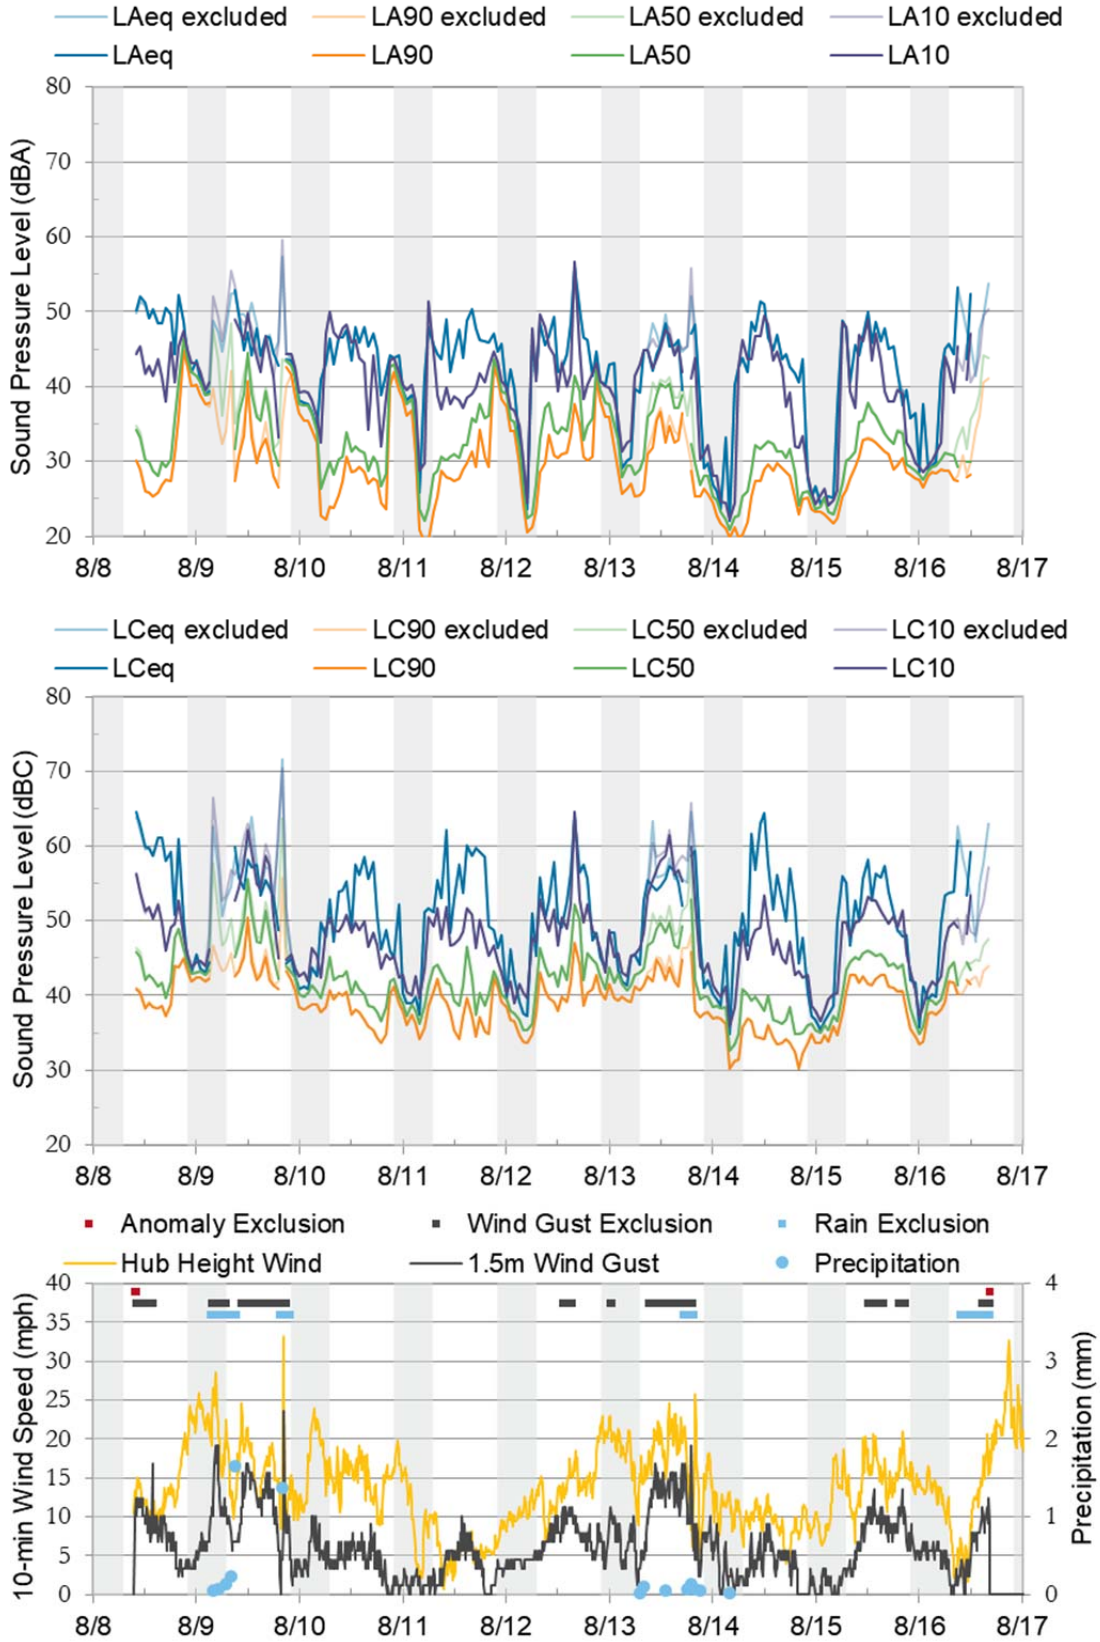 LAeq excluded LA90 excluded LA50 excluded LA10 excluded
LAeq LA90 LA50 LA10
80
70
60
50
40
30
20
Sound Pressure Level (dBA)
8/8 8/9 8/10 8/11 8/12 8/13 8/14 8/15 8/16 8/17
LCeq excluded LC90 excluded LC50 excluded LC10 excluded
LCeq LC90 LC50 LC10
80
70
60
50
40
30
20
Sound Pressure Level (dBC)
8/8 8/9 8/10 8/11 8/12 8/13 8/14 8/15 8/16 8/17
Anomaly Exclusion Wind Gust Exclusion Rain Exclusion
Hub Height Wind 1.5m Wind Gust Precipitation
40 4
35
30 3
25
20 2
15
10 1
5
0 0
10-min Wind Speed (mph)
Precipitation (mm)
8/8 8/9 8/10 8/11 8/12 8/13 8/14 8/15 8/16 8/17